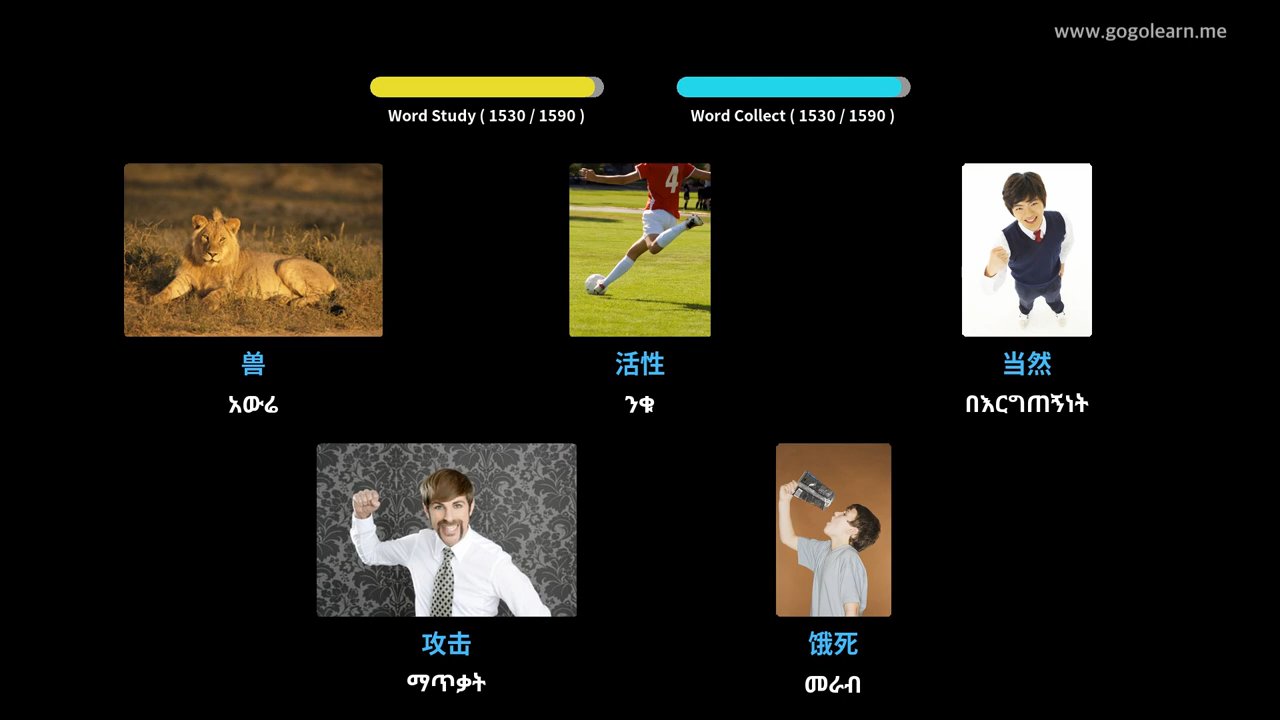 www.gogolearn.me
Word Study ( 1530 / 1590 )
Word Collect ( 1530 / 1590 )
4
兽
活性
当然
አውሬ
ንቁ
በእርግጠኝነት
攻击
饿死
ማጥቃት
መራብ